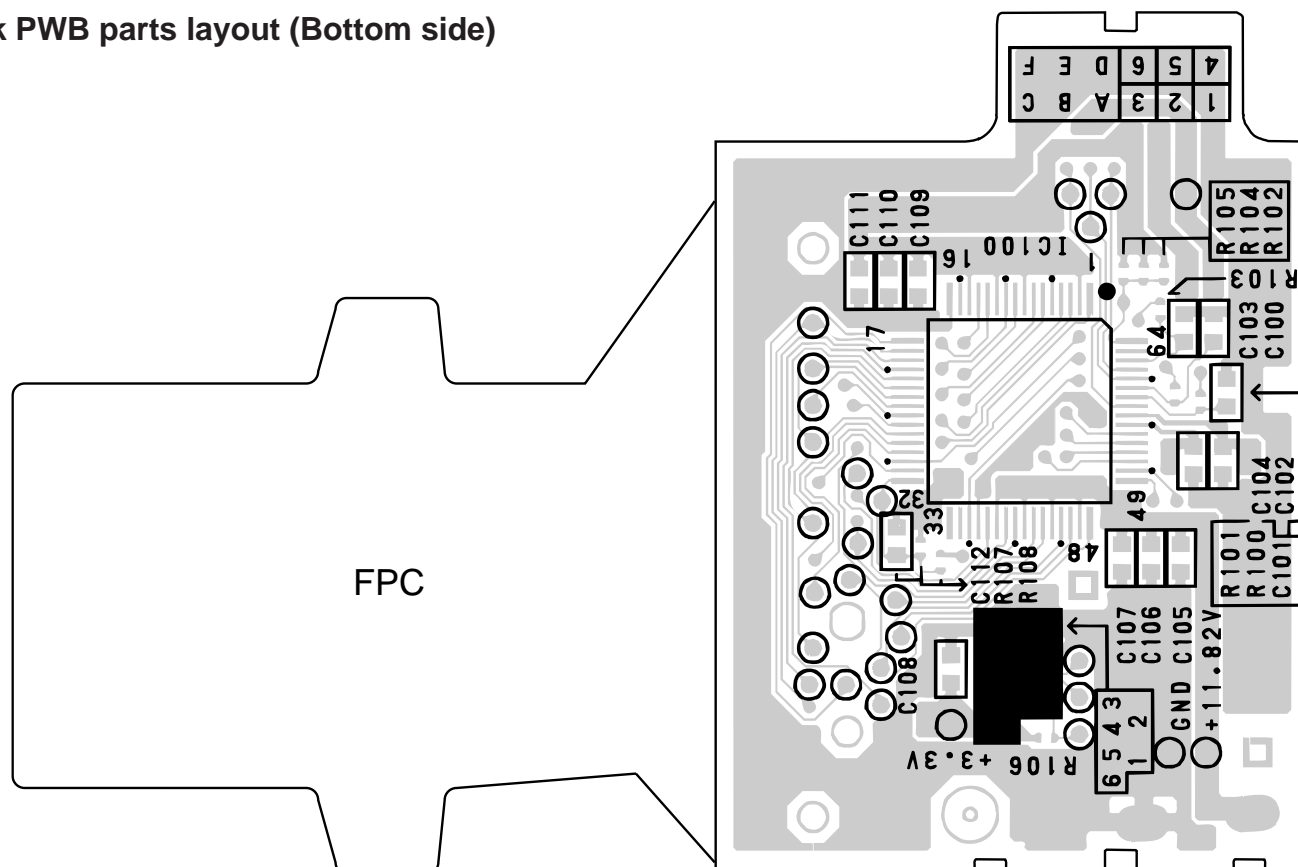 k PWB parts layout (Bottom side)
F E D 6 5 4
C B A 3 2 1
C111
C110
C109
IC100
16
1
R105
R104
R102
R103
17
64
C103
C100
32
33
49
48
C104
C102
C112
R107
R108
R101
R100
C101
FPC
C108
C107
C106
C105
GND
+11.82V
+3.3V
R106
6 5 4 3
1 2